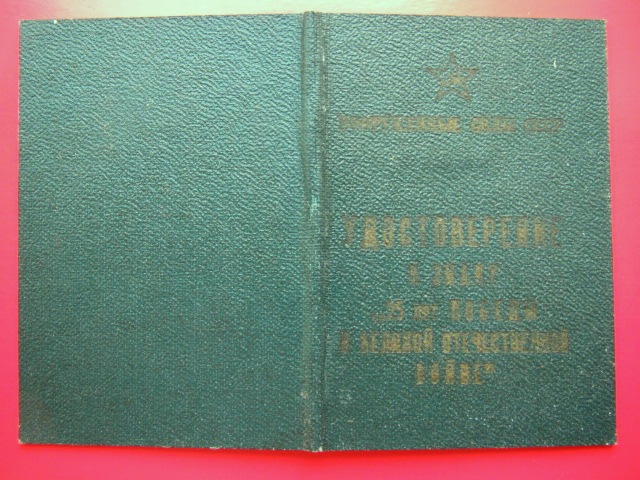 ВООРУЖЕННЫЕ СИЛЫ СССР
УДОСТОВЕРЕНИЕ
К ЗНАКУ
„25 лет ПОБЕДЫ
В ВЕЛИКОЙ ОТЕЧЕСТВЕННОЙ
ВОЙНЕ"